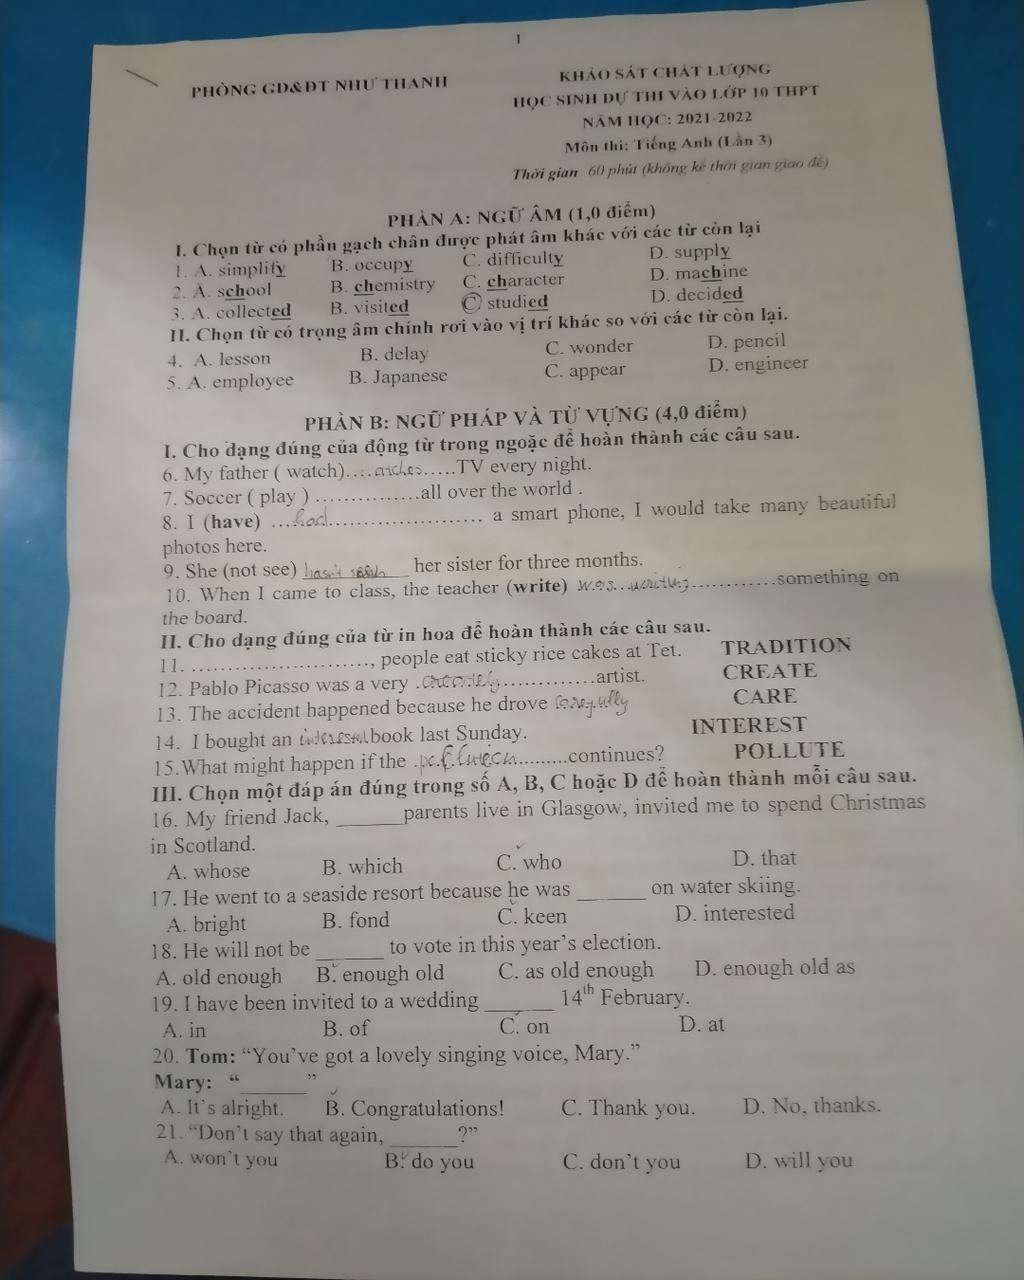 1
PHÒNG GD&ĐT NHƯ THANH
KHẢO SÁT CHẤT LƯỢNG
HỌC SINH DỰ THI VÀO LỚP 10 THPT
NĂM HỌC: 2021-2022
Môn thi: Tiếng Anh (Lần 3)
Thời gian 60 phút (không kể thời gian giao đề)
PHẦN A: NGỮ ÂM (1,0 điểm)
I. Chọn từ có phần gạch chân được phát âm khác với các từ còn lại
1. A. simplify B. occupy C. difficulty D. supply
2. A. school B. chemistry C. character D. machine
3. A. collected B. visited C studied D. decided
II. Chọn từ có trọng âm chính rơi vào vị trí khác so với các từ còn lại.
4. A. lesson B. delay C. wonder D. pencil
5. A. employee B. Japanese C. appear D. engineer
PHẦN B: NGỮ PHÁP VÀ TỪ VỰNG (4,0 điểm)
I. Cho dạng đúng của động từ trong ngoặc để hoàn thành các câu sau.
6. My father ( watch)..........TV every night.
7. Soccer ( play ) ...............all over the world .
8. I (have) ...had...................... a smart phone, I would take many beautiful
photos here.
9. She (not see) hasn't ______ her sister for three months.
10. When I came to class, the teacher (write) was writing............something on
the board.
II. Cho dạng đúng của từ in hoa để hoàn thành các câu sau.
11. .........................., people eat sticky rice cakes at Tet. TRADITION
12. Pablo Picasso was a very ..................artist. CREATE
13. The accident happened because he drove CARE
14. I bought an book last Sunday. INTEREST
15.What might happen if the ..........continues? POLLUTE
III. Chọn một đáp án đúng trong số A, B, C hoặc D để hoàn thành mỗi câu sau.
16. My friend Jack, ______parents live in Glasgow, invited me to spend Christmas
in Scotland.
A. whose B. which C. who D. that
17. He went to a seaside resort because he was ______ on water skiing.
A. bright B. fond C. keen D. interested
18. He will not be ______ to vote in this year's election.
A. old enough B. enough old C. as old enough D. enough old as
19. I have been invited to a wedding ______ 14th February.
A. in B. of C. on D. at
20. Tom: “You've got a lovely singing voice, Mary.”
Mary: “______”
A. It's alright. B. Congratulations! C. Thank you. D. No, thanks.
21. “Don't say that again, ______?”
A. won't you B. do you C. don't you D. will you